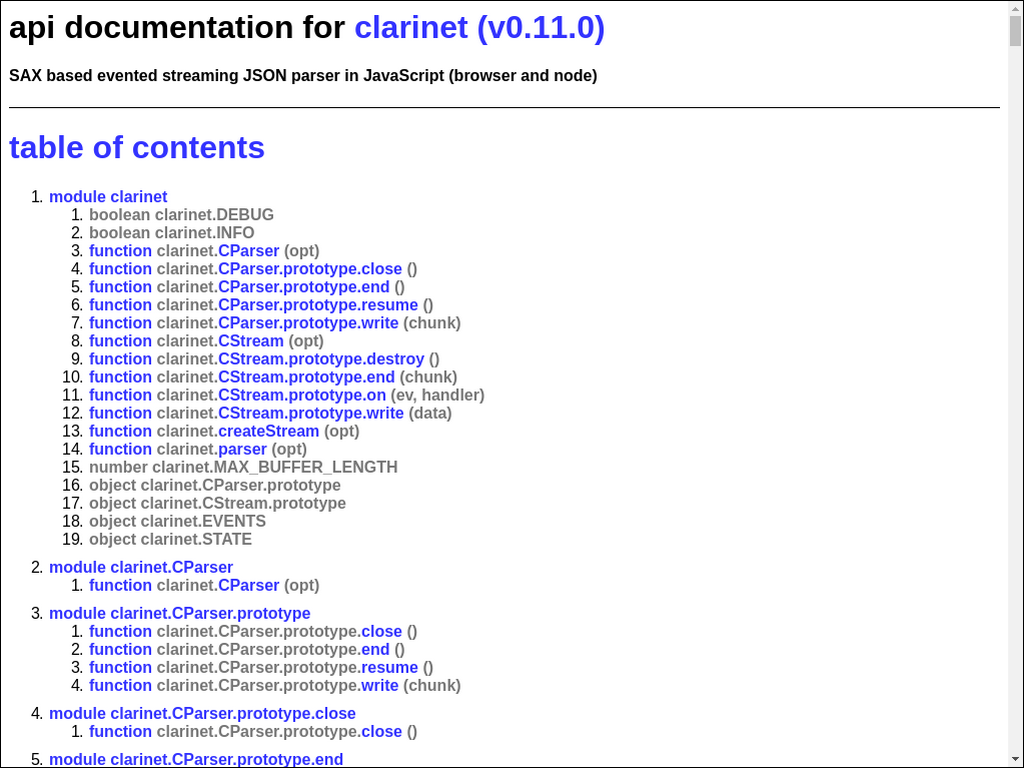 api documentation for clarinet (v0.11.0)
SAX based evented streaming JSON parser in JavaScript (browser and node)
table of contents
1. module clarinet
1. boolean clarinet.DEBUG
2. boolean clarinet.INFO
3. function clarinet.CParser (opt)
4. function clarinet.CParser.prototype.close ()
5. function clarinet.CParser.prototype.end ()
6. function clarinet.CParser.prototype.resume ()
7. function clarinet.CParser.prototype.write (chunk)
8. function clarinet.CStream (opt)
9. function clarinet.CStream.prototype.destroy ()
10. function clarinet.CStream.prototype.end (chunk)
11. function clarinet.CStream.prototype.on (ev, handler)
12. function clarinet.CStream.prototype.write (data)
13. function clarinet.createStream (opt)
14. function clarinet.parser (opt)
15. number clarinet.MAX_BUFFER_LENGTH
16. object clarinet.CParser.prototype
17. object clarinet.CStream.prototype
18. object clarinet.EVENTS
19. object clarinet.STATE
2. module clarinet.CParser
1. function clarinet.CParser (opt)
3. module clarinet.CParser.prototype
1. function clarinet.CParser.prototype.close ()
2. function clarinet.CParser.prototype.end ()
3. function clarinet.CParser.prototype.resume ()
4. function clarinet.CParser.prototype.write (chunk)
4. module clarinet.CParser.prototype.close
1. function clarinet.CParser.prototype.close ()
5. module clarinet.CParser.prototype.end